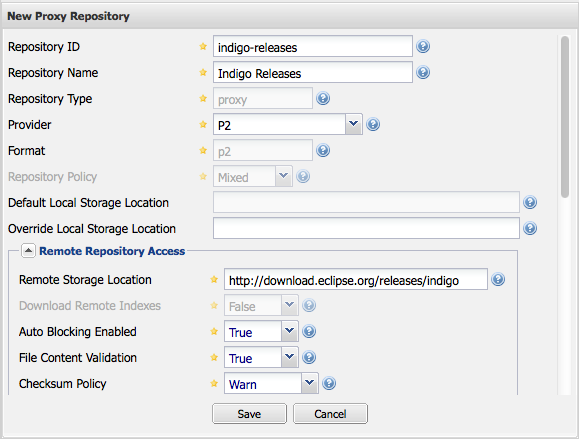 New Proxy Repository
Repository ID indigo-releases
Repository Name Indigo Releases
Repository Type proxy
Provider P2
Format p2
Repository Policy Mixed
Default Local Storage Location
Override Local Storage Location
Remote Repository Access
Remote Storage Location http://download.eclipse.org/releases/indigo
Download Remote Indexes False
Auto Blocking Enabled True
File Content Validation True
Checksum Policy Warn
Save Cancel